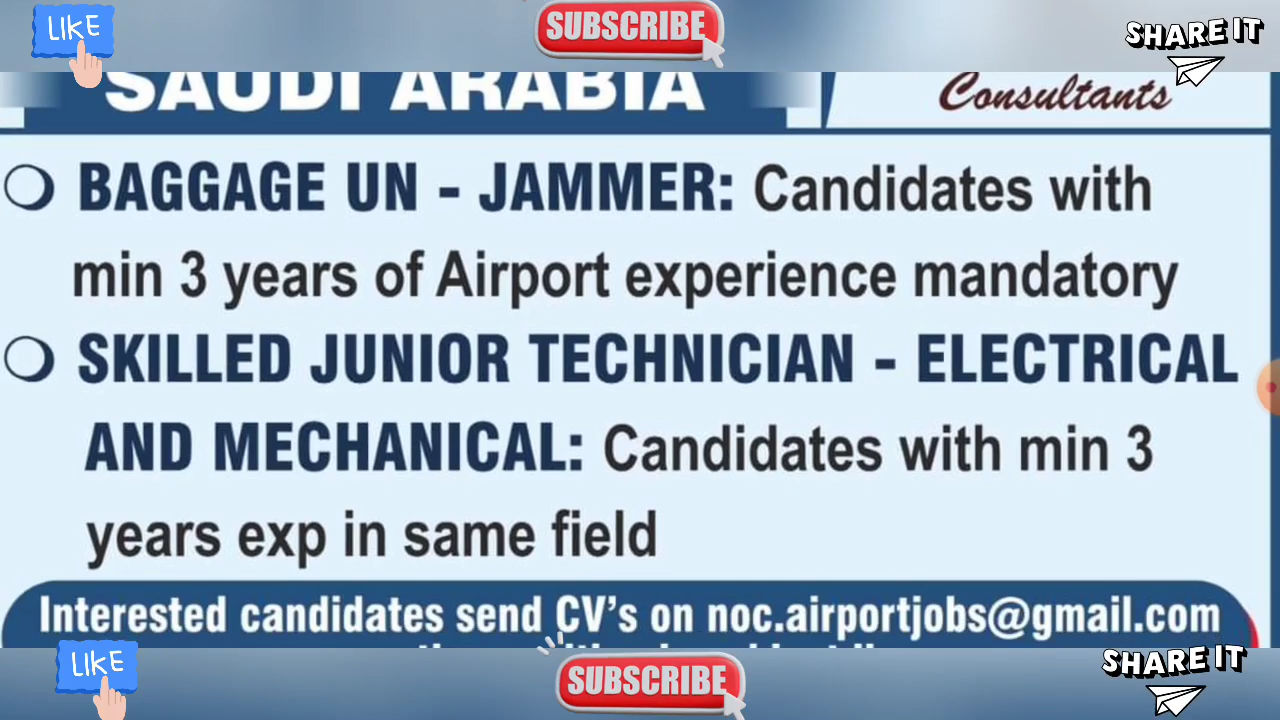 LIKE
SUBSCRIBE
SHARE IT
SAUDI ARABIA
Consultants
BAGGAGE UN - JAMMER: Candidates with
min 3 years of Airport experience mandatory
SKILLED JUNIOR TECHNICIAN - ELECTRICAL
AND MECHANICAL: Candidates with min 3
years exp in same field
Interested candidates send CV's on noc.airportjobs@gmail.com
LIKE
SUBSCRIBE
SHARE IT